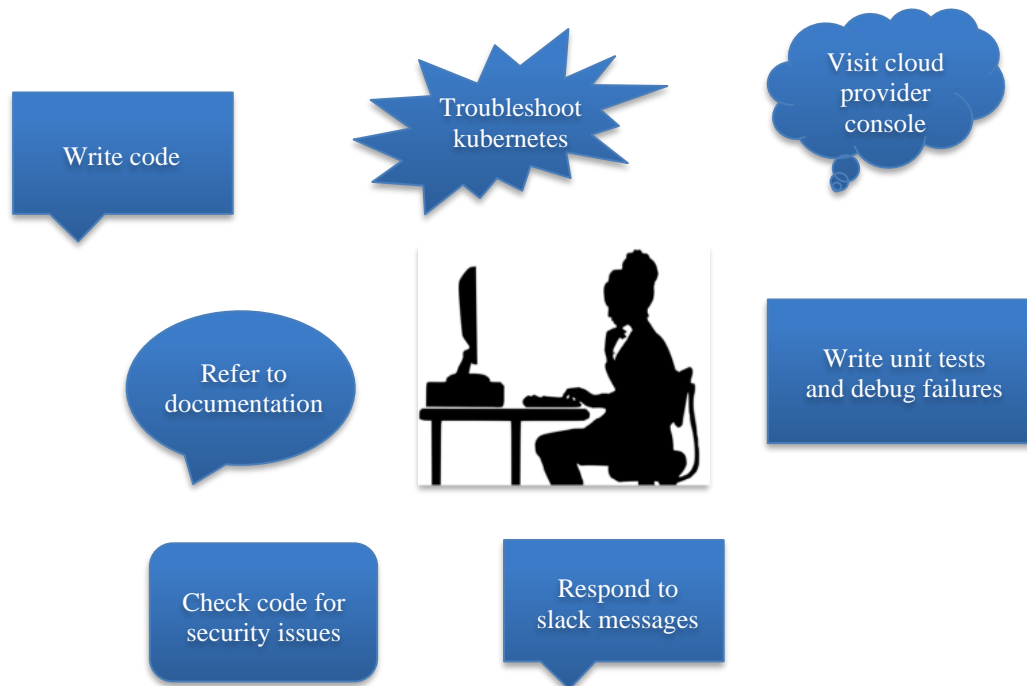 Write code
Troubleshoot
kubernetes
Visit cloud
provider
console
Refer to
documentation
Write unit tests
and debug failures
Check code for
security issues
Respond to
slack messages